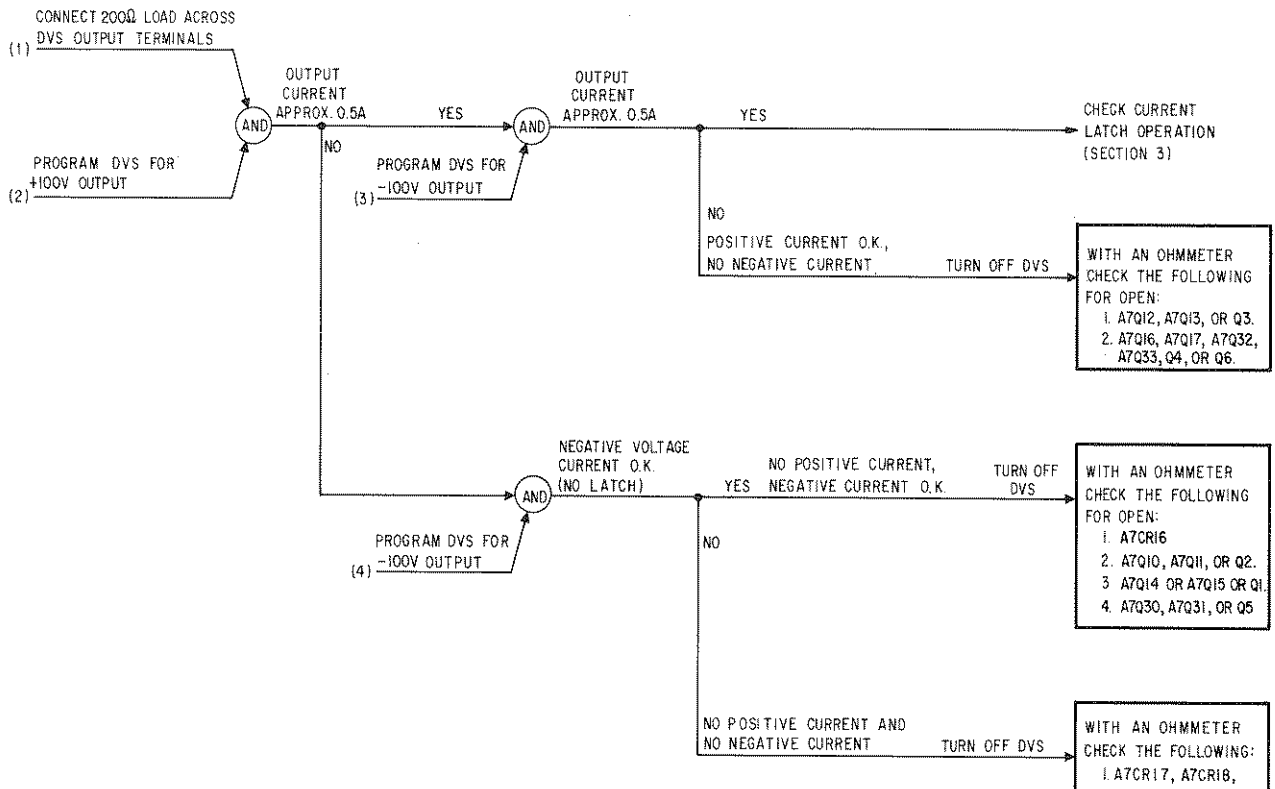 CONNECT 200Ω LOAD ACROSS
DVS OUTPUT TERMINALS
(1)
OUTPUT
CURRENT
APPROX. 0.5A
AND
NO
PROGRAM DVS FOR
+100V OUTPUT
(2)
YES
AND
OUTPUT
CURRENT
APPROX. 0.5A
PROGRAM DVS FOR
-100V OUTPUT
(3)
YES
CHECK CURRENT
LATCH OPERATION
(SECTION 3)
NO
POSITIVE CURRENT O.K.,
NO NEGATIVE CURRENT
TURN OFF DVS
WITH AN OHMMETER
CHECK THE FOLLOWING
FOR OPEN:
1. A7Q12, A7Q13, OR Q3.
2. A7Q16, A7Q17, A7Q32,
A7Q33, Q4, OR Q6.
AND
NEGATIVE VOLTAGE
CURRENT O.K.
(NO LATCH)
PROGRAM DVS FOR
-100V OUTPUT
(4)
YES
NO POSITIVE CURRENT,
NEGATIVE CURRENT O.K.
TURN OFF
DVS
WITH AN OHMMETER
CHECK THE FOLLOWING
FOR OPEN:
1. A7CR16
2. A7Q10, A7Q11, OR Q2.
3 A7Q14 OR A7Q15 OR Q1.
4. A7Q30, A7Q31, OR Q5
NO
NO POSITIVE CURRENT AND
NO NEGATIVE CURRENT
TURN OFF DVS
WITH AN OHMMETER
CHECK THE FOLLOWING:
1. A7CR17, A7CR18,